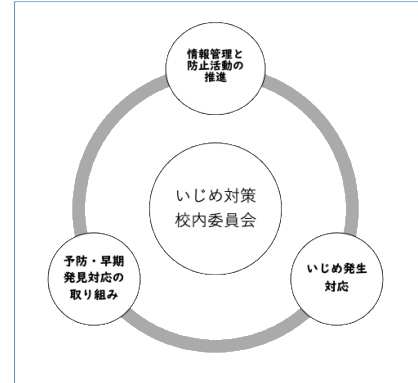 情報管理と
防止活動の
推進
いじめ対策
校内委員会
予防・早期
発見対応の
取り組み
いじめ発生
対応